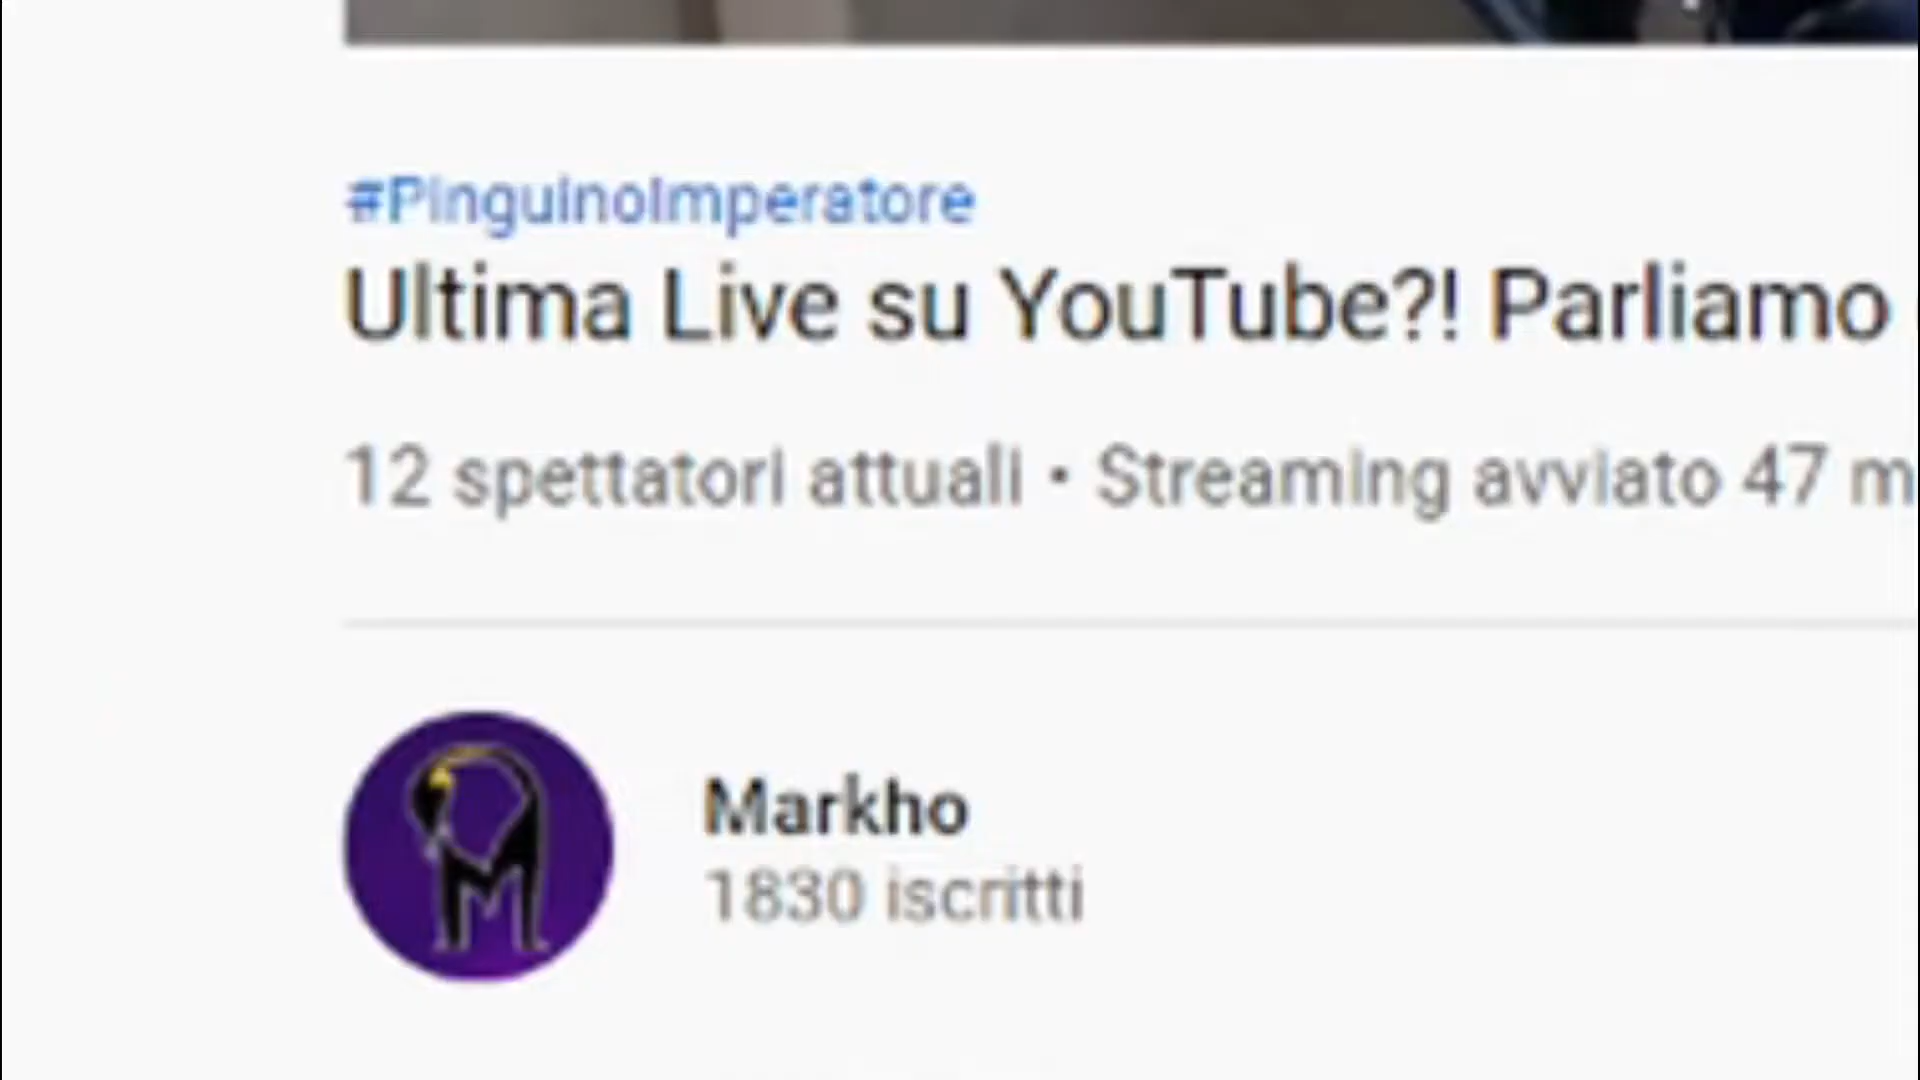 #PinguinoImperatore
Ultima Live su YouTube?! Parliamo
12 spettatori attuali • Streaming avviato 47 m
Markho
1830 iscritti